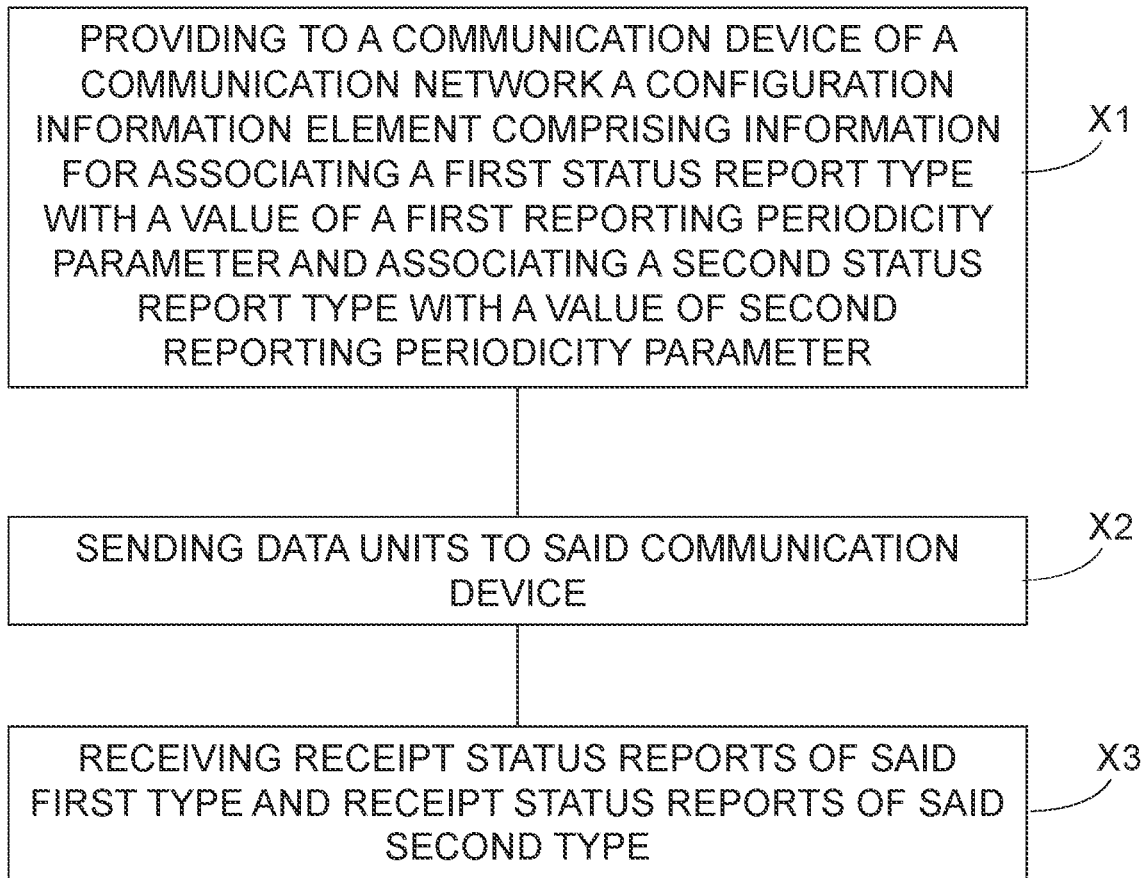 PROVIDING TO A COMMUNICATION DEVICE OF A
COMMUNICATION NETWORK A CONFIGURATION
INFORMATION ELEMENT COMPRISING INFORMATION
FOR ASSOCIATING A FIRST STATUS REPORT TYPE
WITH A VALUE OF A FIRST REPORTING PERIODICITY
PARAMETER AND ASSOCIATING A SECOND STATUS
REPORT TYPE WITH A VALUE OF SECOND
REPORTING PERIODICITY PARAMETER
X1
SENDING DATA UNITS TO SAID COMMUNICATION
DEVICE
X2
RECEIVING RECEIPT STATUS REPORTS OF SAID
FIRST TYPE AND RECEIPT STATUS REPORTS OF SAID
SECOND TYPE
X3